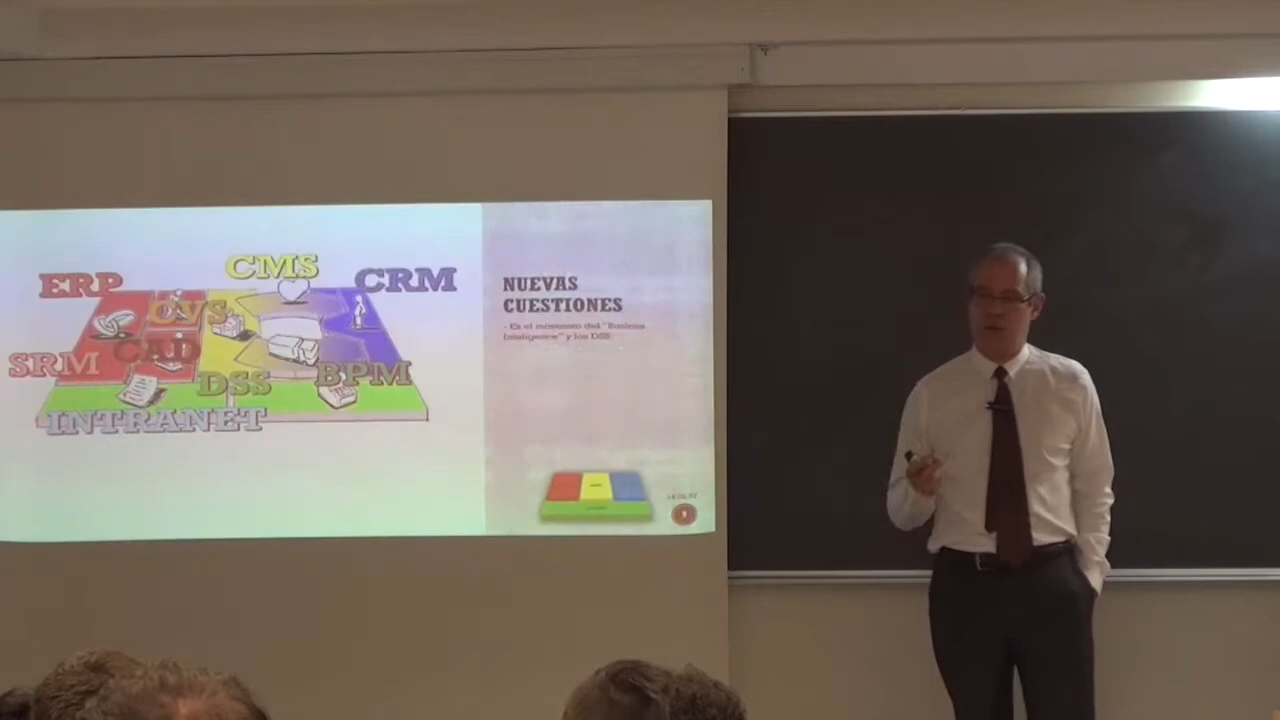 CMS
ERP
CRM
CVS
CAD
SRM
DSS
BPM
INTRANET
NUEVAS
CUESTIONES
- Es el momento del "Business
Intelligence" y los DSS